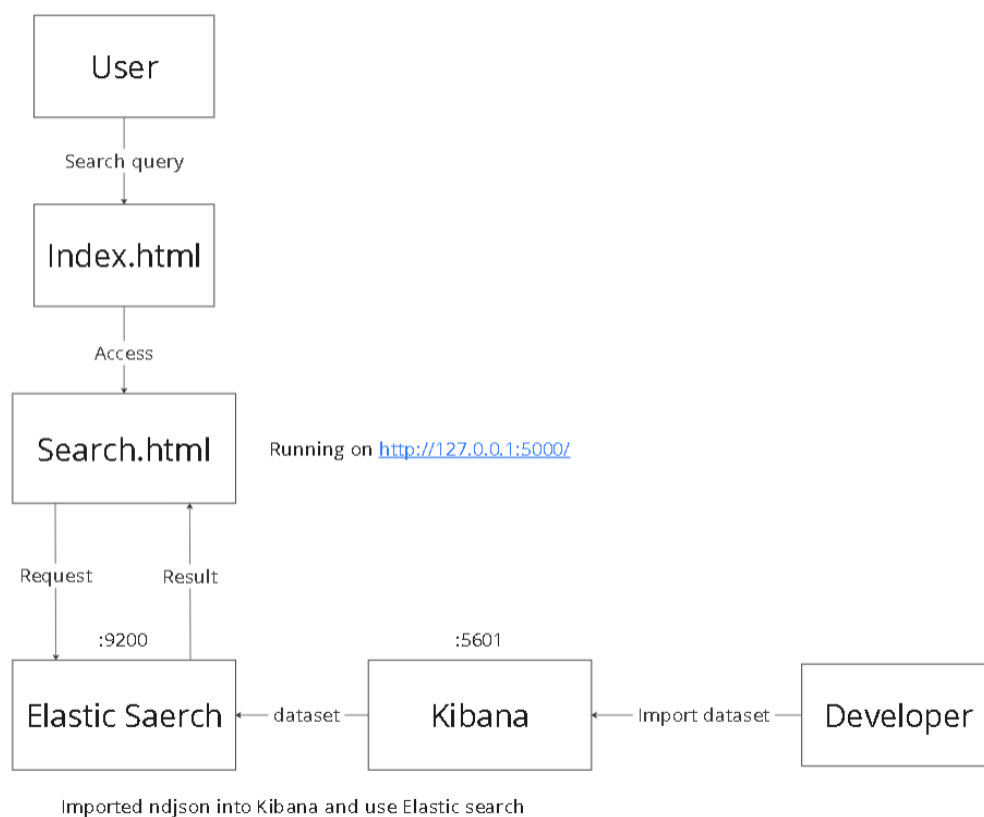 User
Search query
Index.html
Access
Search.html
Running on http://127.0.0.1:5000/
Request
Result
:9200
:5601
Elastic Saerch
dataset
Kibana
Import dataset
Developer
Imported ndjson into Kibana and use Elastic search